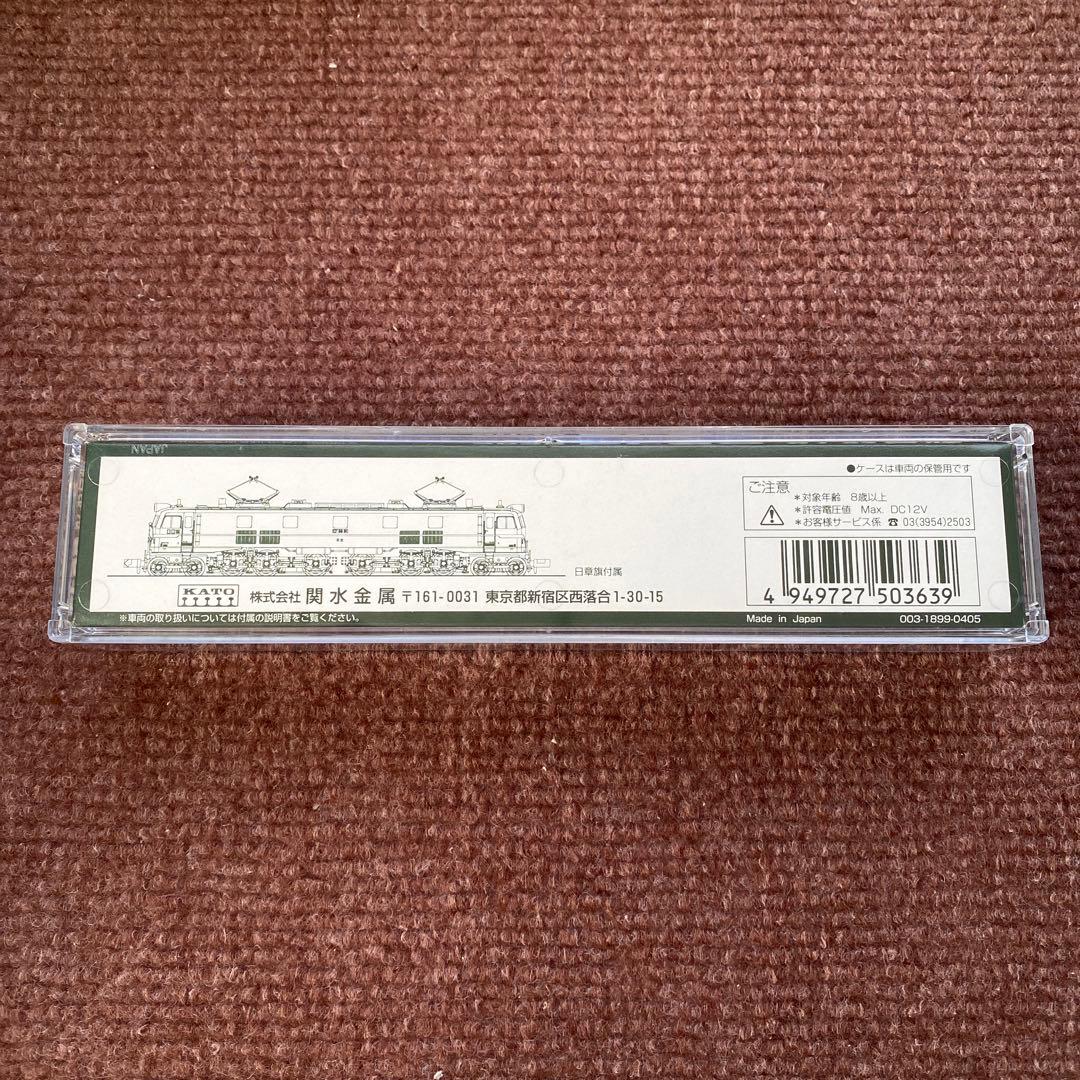 JAPAN
●ケースは車両の保管用です
ご注意
＊対象年齢 8歳以上
＊許容電圧値 Max. DC12V
＊お客様サービス係 ☎ 03(3954)2503
日章旗付属
KATO
株式会社 関水金属 〒161-0031 東京都新宿区西落合1-30-15
4 949727 503639
※車両の取り扱いについては付属の説明書をご覧ください。
Made in Japan
003-1899-0405